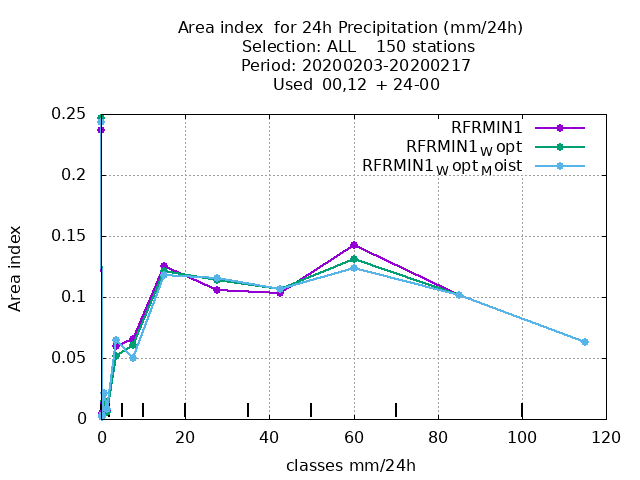 Area index  for 24h Precipitation (mm/24h)
Selection: ALL    150 stations
Period: 20200203-20200217
Used  00,12  + 24-00
RFRMIN1
RFRMIN1Wopt
RFRMIN1WoptMoist
0.25
0.2
0.15
0.1
0.05
0
Area index
0 20 40 60 80 100 120
classes mm/24h